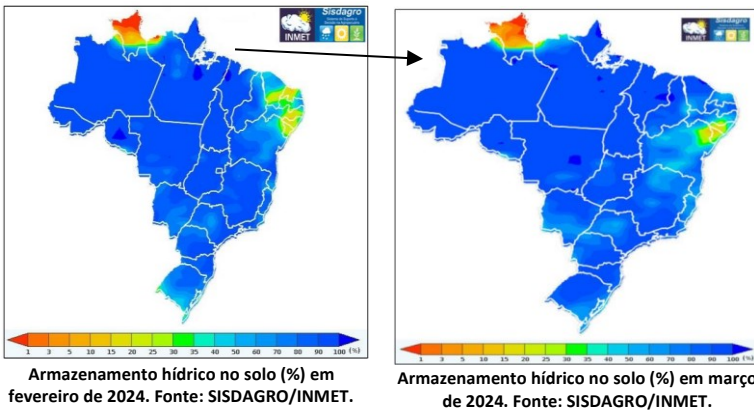 INMET
Sisdagro
INMET
Sisdagro
1 3 5 10 15 20 25 30 35 40 50 60 70 80 90 100 (%)
1 3 5 10 15 20 25 30 35 40 50 60 70 80 90 100 (%)
Armazenamento hídrico no solo (%) em
fevereiro de 2024. Fonte: SISDAGRO/INMET.
Armazenamento hídrico no solo (%) em março
de 2024. Fonte: SISDAGRO/INMET.